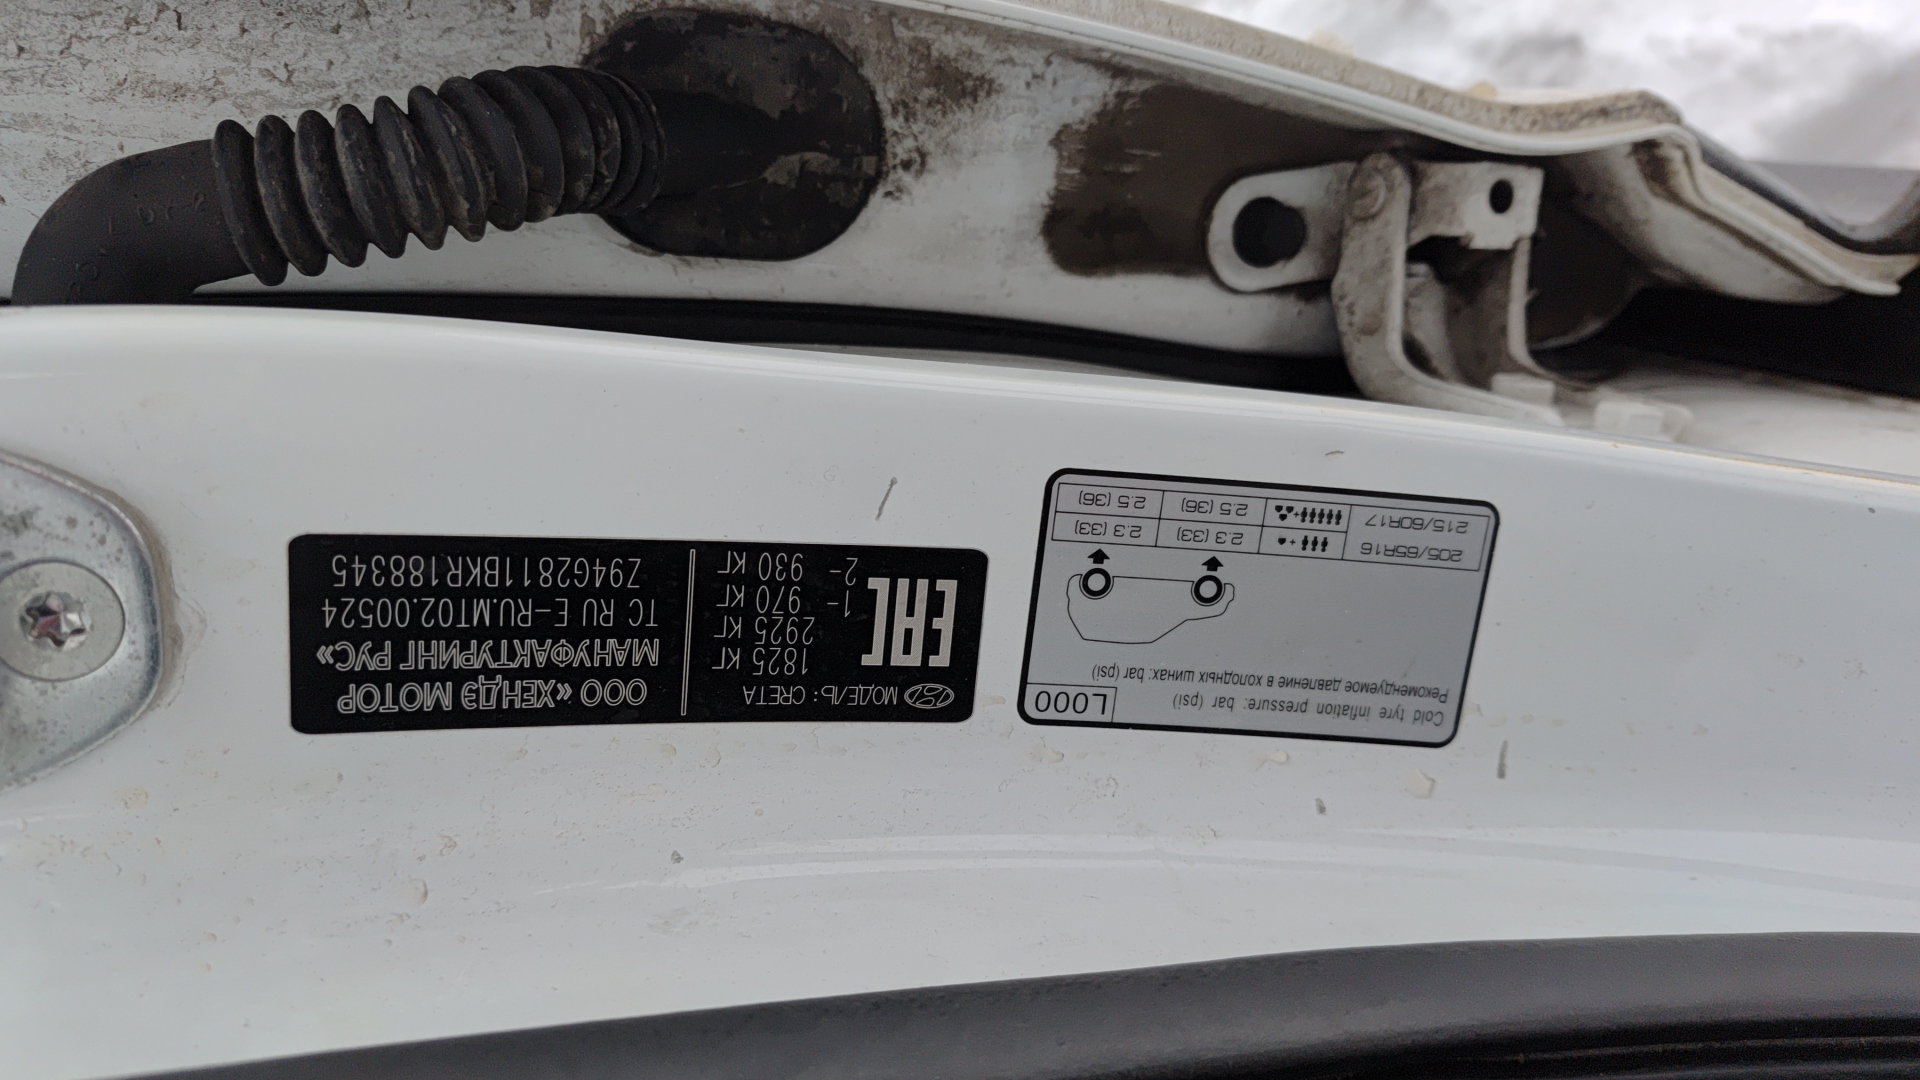 ООО «ХЕНДЭ МОТОР
МАНУФАКТУРИНГ РУС»
TC RU E-RU.MT02.00524
Z94G2811BKR188345
МОДЕЛЬ: CRETA
1825 КГ
2925 КГ
1- 970 КГ
2- 930 КГ
EAC
Cold tyre inflation pressure: bar (psi)
Рекомендуемое давление в холодных шинах: bar (psi)
L000
205/65R16 2.3 (33) 2.3 (33)
215/60R17 2.5 (36) 2.5 (36)